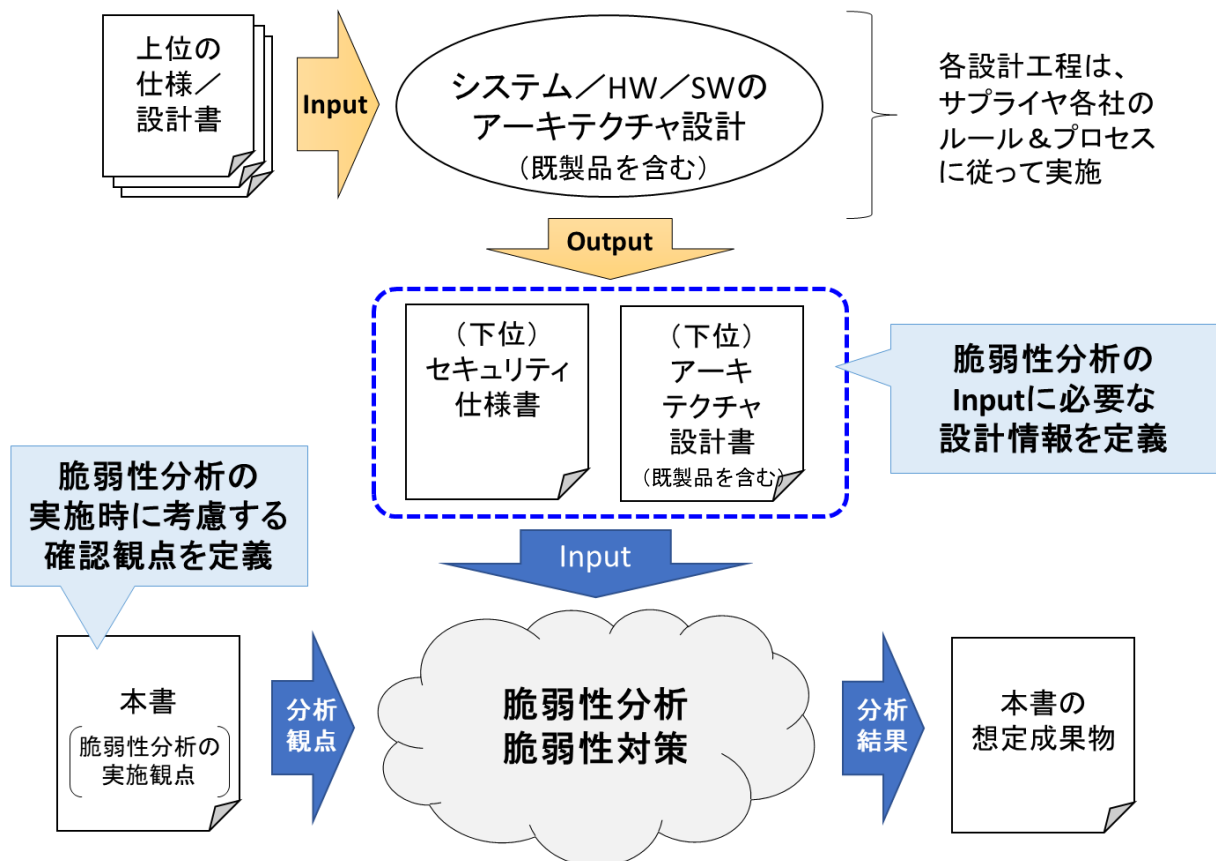 上位の
仕様／
設計書
Input
システム／HW／SWの
アーキテクチャ設計
（既製品を含む）
各設計工程は、
サプライヤ各社の
ルール＆プロセス
に従って実施
Output
（下位）
セキュリティ
仕様書
（下位）
アーキ
テクチャ
設計書
（既製品を含む）
脆弱性分析の
Inputに必要な
設計情報を定義
脆弱性分析の
実施時に考慮する
確認観点を定義
Input
本書
脆弱性分析の
実施観点
分析
観点
脆弱性分析
脆弱性対策
分析
結果
本書の
想定成果物